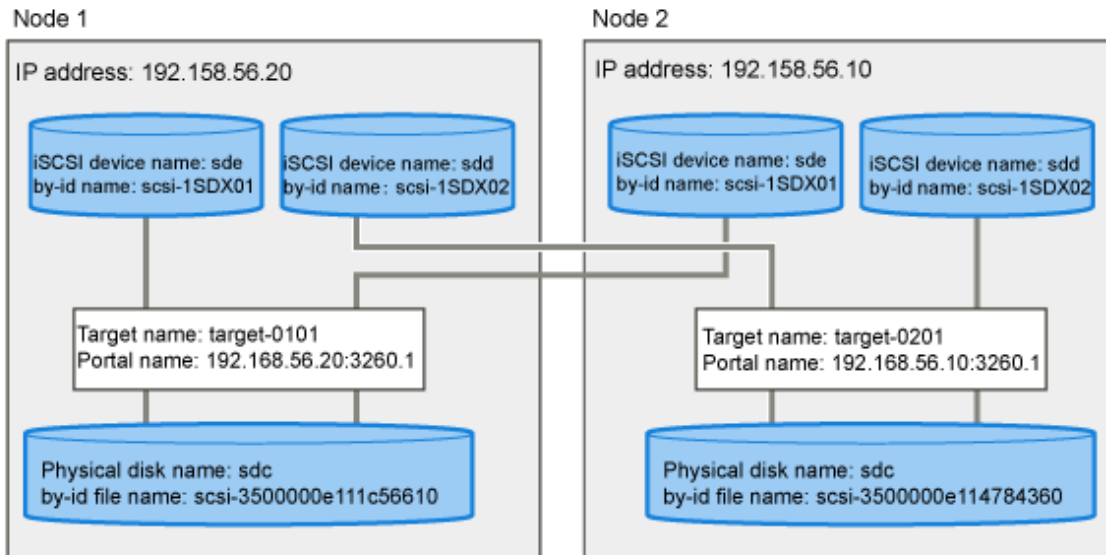 Node 1
IP address: 192.158.56.20
iSCSI device name: sde
by-id name: scsi-1SDX01
iSCSI device name: sdd
by-id name: scsi-1SDX02
Target name: target-0101
Portal name: 192.168.56.20:3260.1
Physical disk name: sdc
by-id file name: scsi-3500000e111c56610
Node 2
IP address: 192.158.56.10
iSCSI device name: sde
by-id name: scsi-1SDX01
iSCSI device name: sdd
by-id name: scsi-1SDX02
Target name: target-0201
Portal name: 192.168.56.10:3260.1
Physical disk name: sdc
by-id file name: scsi-3500000e114784360